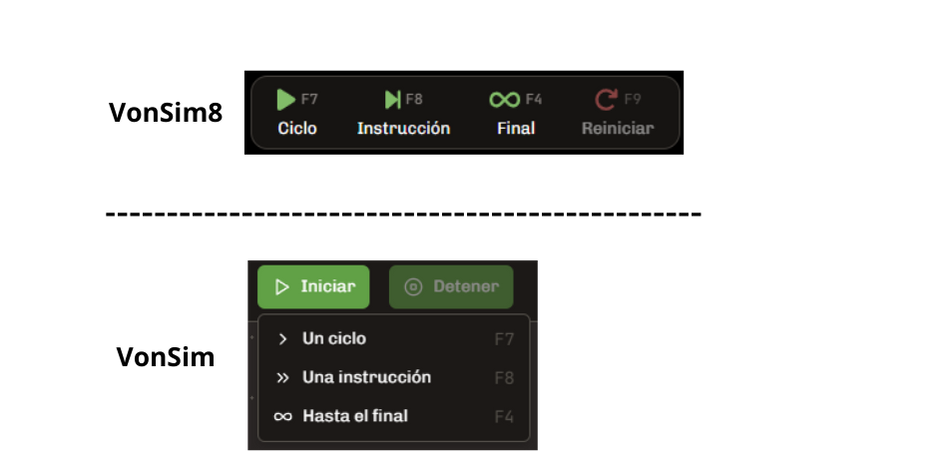 VonSim8
F7 F8 F4 F9
Ciclo Instrucción Final Reiniciar
------------------------------------------------
VonSim
Iniciar Detener
Un ciclo F7
Una instrucción F8
Hasta el final F4